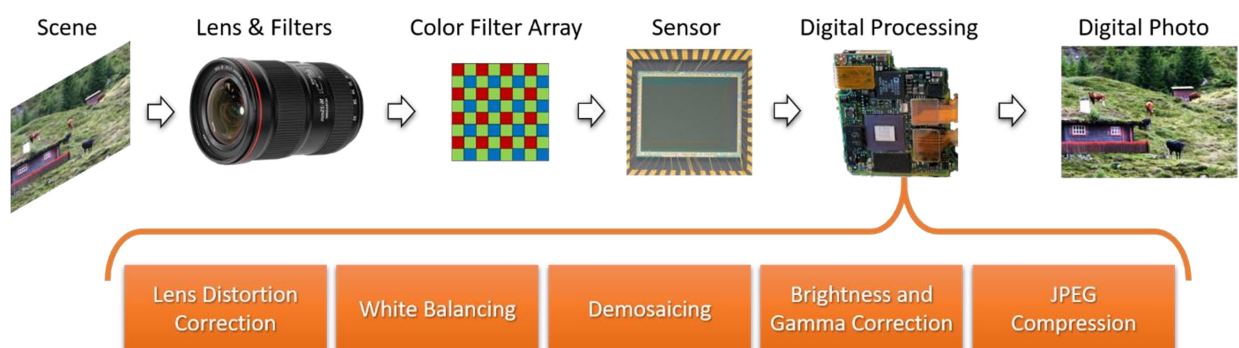 Scene
Lens & Filters
Color Filter Array
Sensor
Digital Processing
Digital Photo
Lens Distortion
Correction
White Balancing
Demosaicing
Brightness and
Gamma Correction
JPEG
Compression